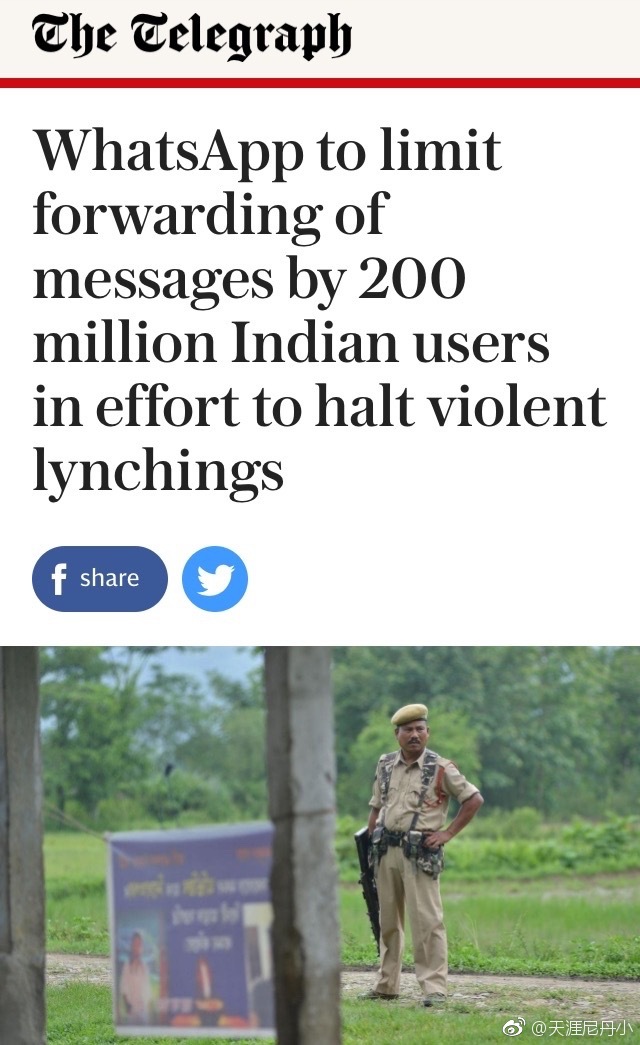 The Telegraph
WhatsApp to limit
forwarding of
messages by 200
million Indian users
in effort to halt violent
lynchings
f share
@天涯尼丹小